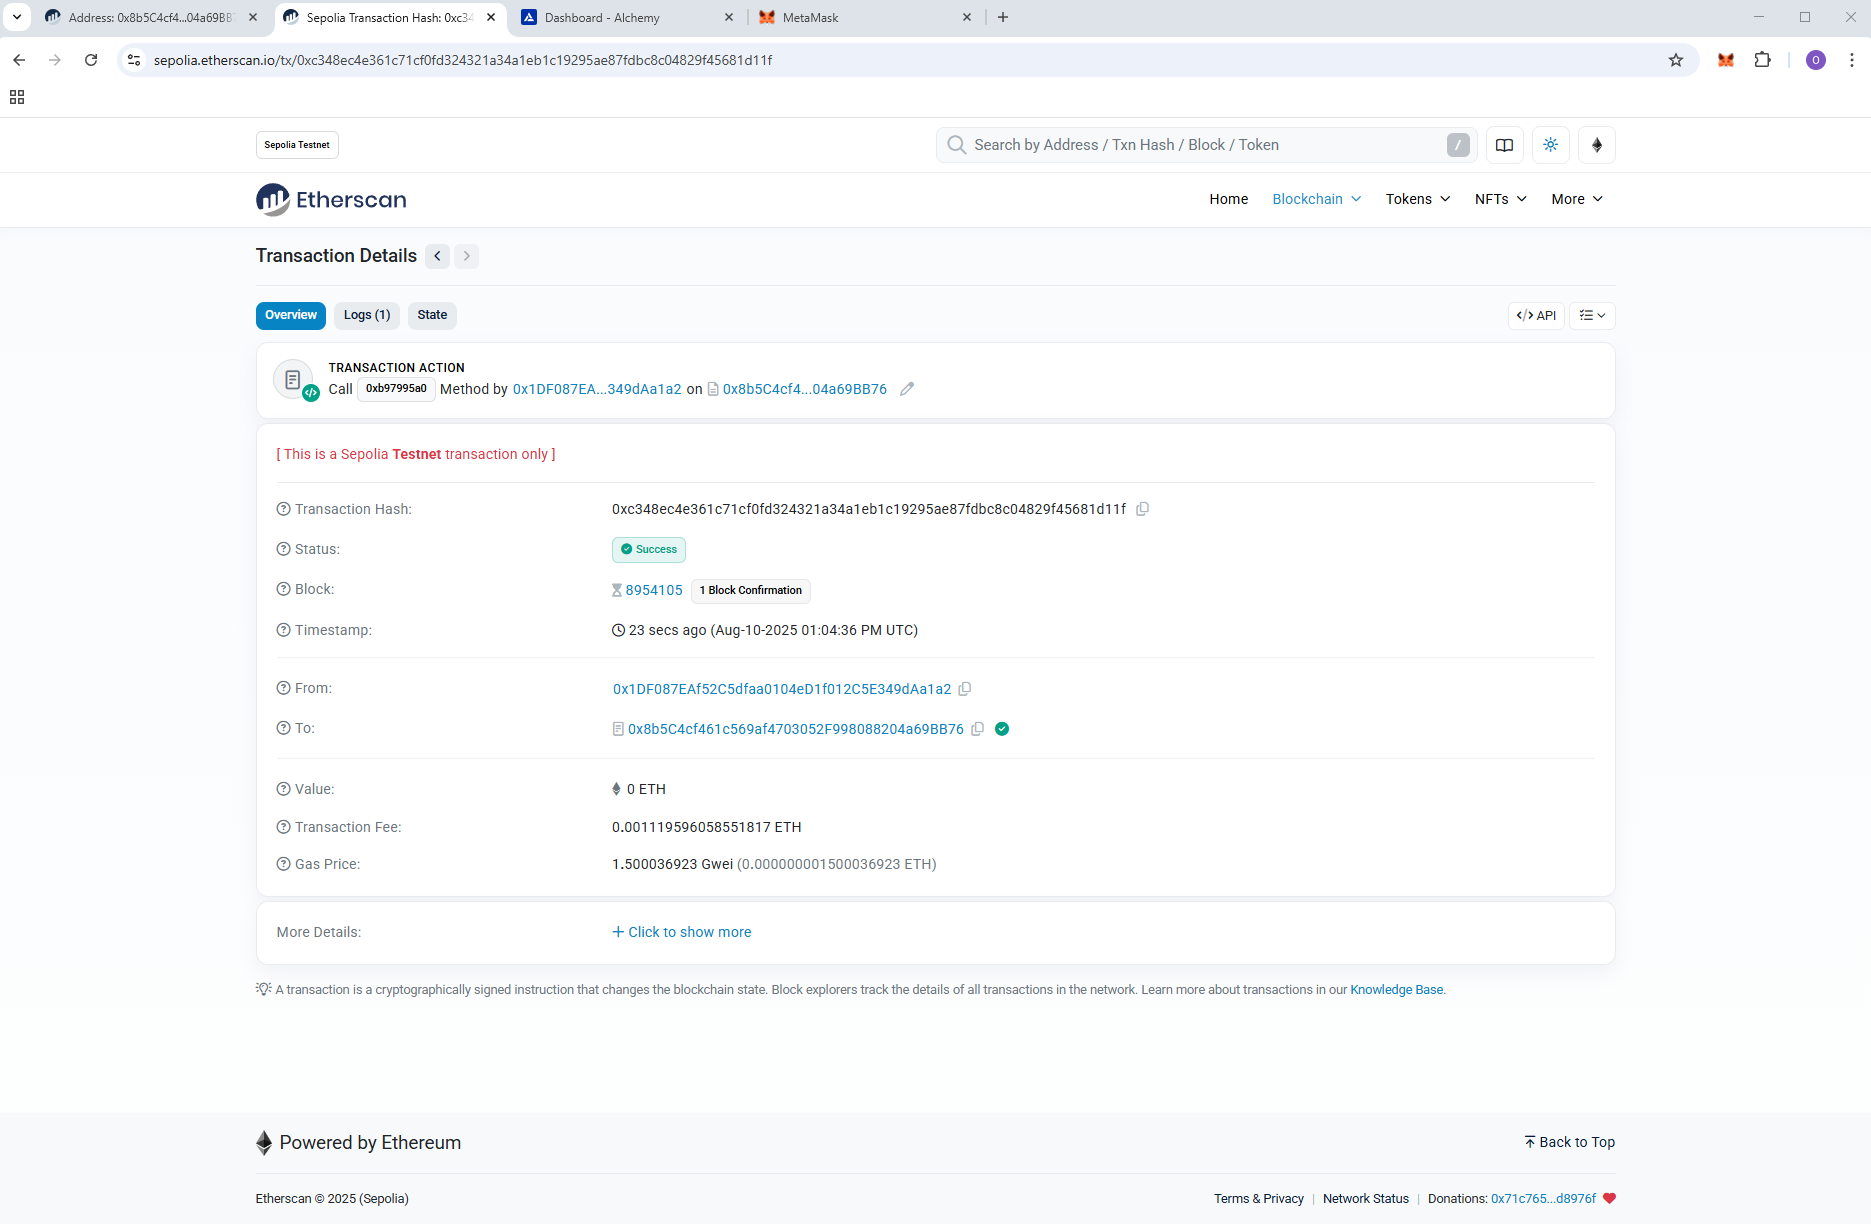 Address: 0x8b5C4cf4...04a69BB
Sepolia Transaction Hash: 0xc34
Dashboard - Alchemy
MetaMask
sepolia.etherscan.io/tx/0xc348ec4e361c71cf0fd324321a34a1eb1c19295ae87fdbc8c04829f45681d11f
O
Sepolia Testnet
Search by Address / Txn Hash / Block / Token
/
Etherscan
Home
Blockchain
Tokens
NFTs
More
Transaction Details
Overview
Logs (1)
State
</> API
TRANSACTION ACTION
Call 0xb97995a0 Method by 0x1DF087EA...349dAa1a2 on 0x8b5C4cf4...04a69BB76
[ This is a Sepolia Testnet transaction only ]
Transaction Hash: 0xc348ec4e361c71cf0fd324321a34a1eb1c19295ae87fdbc8c04829f45681d11f
Status: Success
Block: 8954105 1 Block Confirmation
Timestamp: 23 secs ago (Aug-10-2025 01:04:36 PM UTC)
From: 0x1DF087EAf52C5dfaa0104eD1f012C5E349dAa1a2
To: 0x8b5C4cf461c569af4703052F998088204a69BB76
Value: 0 ETH
Transaction Fee: 0.001119596058551817 ETH
Gas Price: 1.500036923 Gwei (0.000000001500036923 ETH)
More Details: + Click to show more
A transaction is a cryptographically signed instruction that changes the blockchain state. Block explorers track the details of all transactions in the network. Learn more about transactions in our Knowledge Base.
Powered by Ethereum
Back to Top
Etherscan © 2025 (Sepolia)
Terms & Privacy | Network Status | Donations: 0x71c765...d8976f